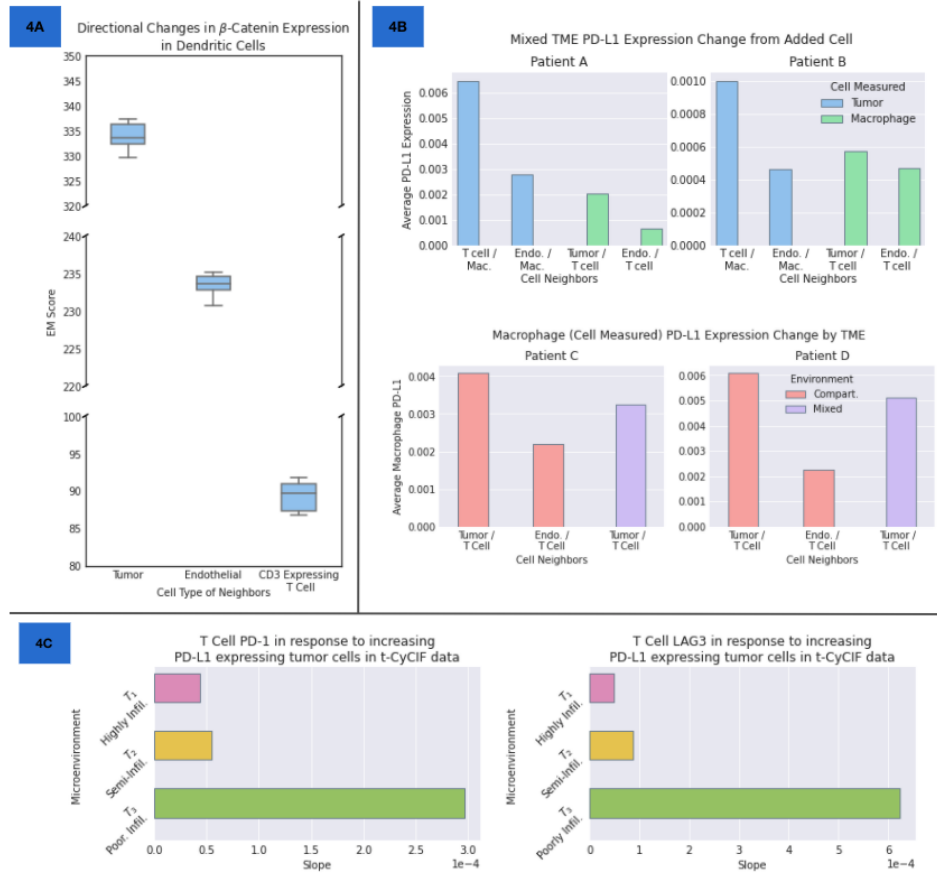 4A
Directional Changes in β-Catenin Expression
in Dendritic Cells
350
345
340
335
330
325
320
240
235
230
225
220
100
95
90
85
80
EM Score
Tumor
Endothelial
CD3 Expressing
T Cell
Cell Type of Neighbors
4B
Mixed TME PD-L1 Expression Change from Added Cell
Patient A
Average PD-L1 Expression
0.006
0.005
0.004
0.003
0.002
0.001
0.000
T cell /
Mac.
Endo. /
Mac.
Tumor /
T cell
Endo. /
T cell
Cell Neighbors
Patient B
0.0010
0.0008
0.0006
0.0004
0.0002
0.0000
Cell Measured
Tumor
Macrophage
T cell /
Mac.
Endo. /
Mac.
Tumor /
T cell
Endo. /
T cell
Cell Neighbors
Macrophage (Cell Measured) PD-L1 Expression Change by TME
Patient C
Average Macrophage PD-L1
0.004
0.003
0.002
0.001
0.000
Tumor /
T Cell
Endo. /
T Cell
Tumor /
T Cell
Cell Neighbors
Patient D
0.006
0.005
0.004
0.003
0.002
0.001
0.000
Environment
Compart.
Mixed
Tumor /
T Cell
Endo. /
T Cell
Tumor /
T Cell
Cell Neighbors
4C
T Cell PD-1 in response to increasing
PD-L1 expressing tumor cells in t-CyCIF data
Microenvironment
T1
Highly Infil.
T2
Semi-Infil.
T3
Poor. Infil.
0.0 0.5 1.0 1.5 2.0 2.5 3.0
1e−4
Slope
T Cell LAG3 in response to increasing
PD-L1 expressing tumor cells in t-CyCIF data
Microenvironment
T1
Highly Infil.
T2
Semi-Infil.
T3
Poorly Infil.
0 1 2 3 4 5 6
1e−4
Slope